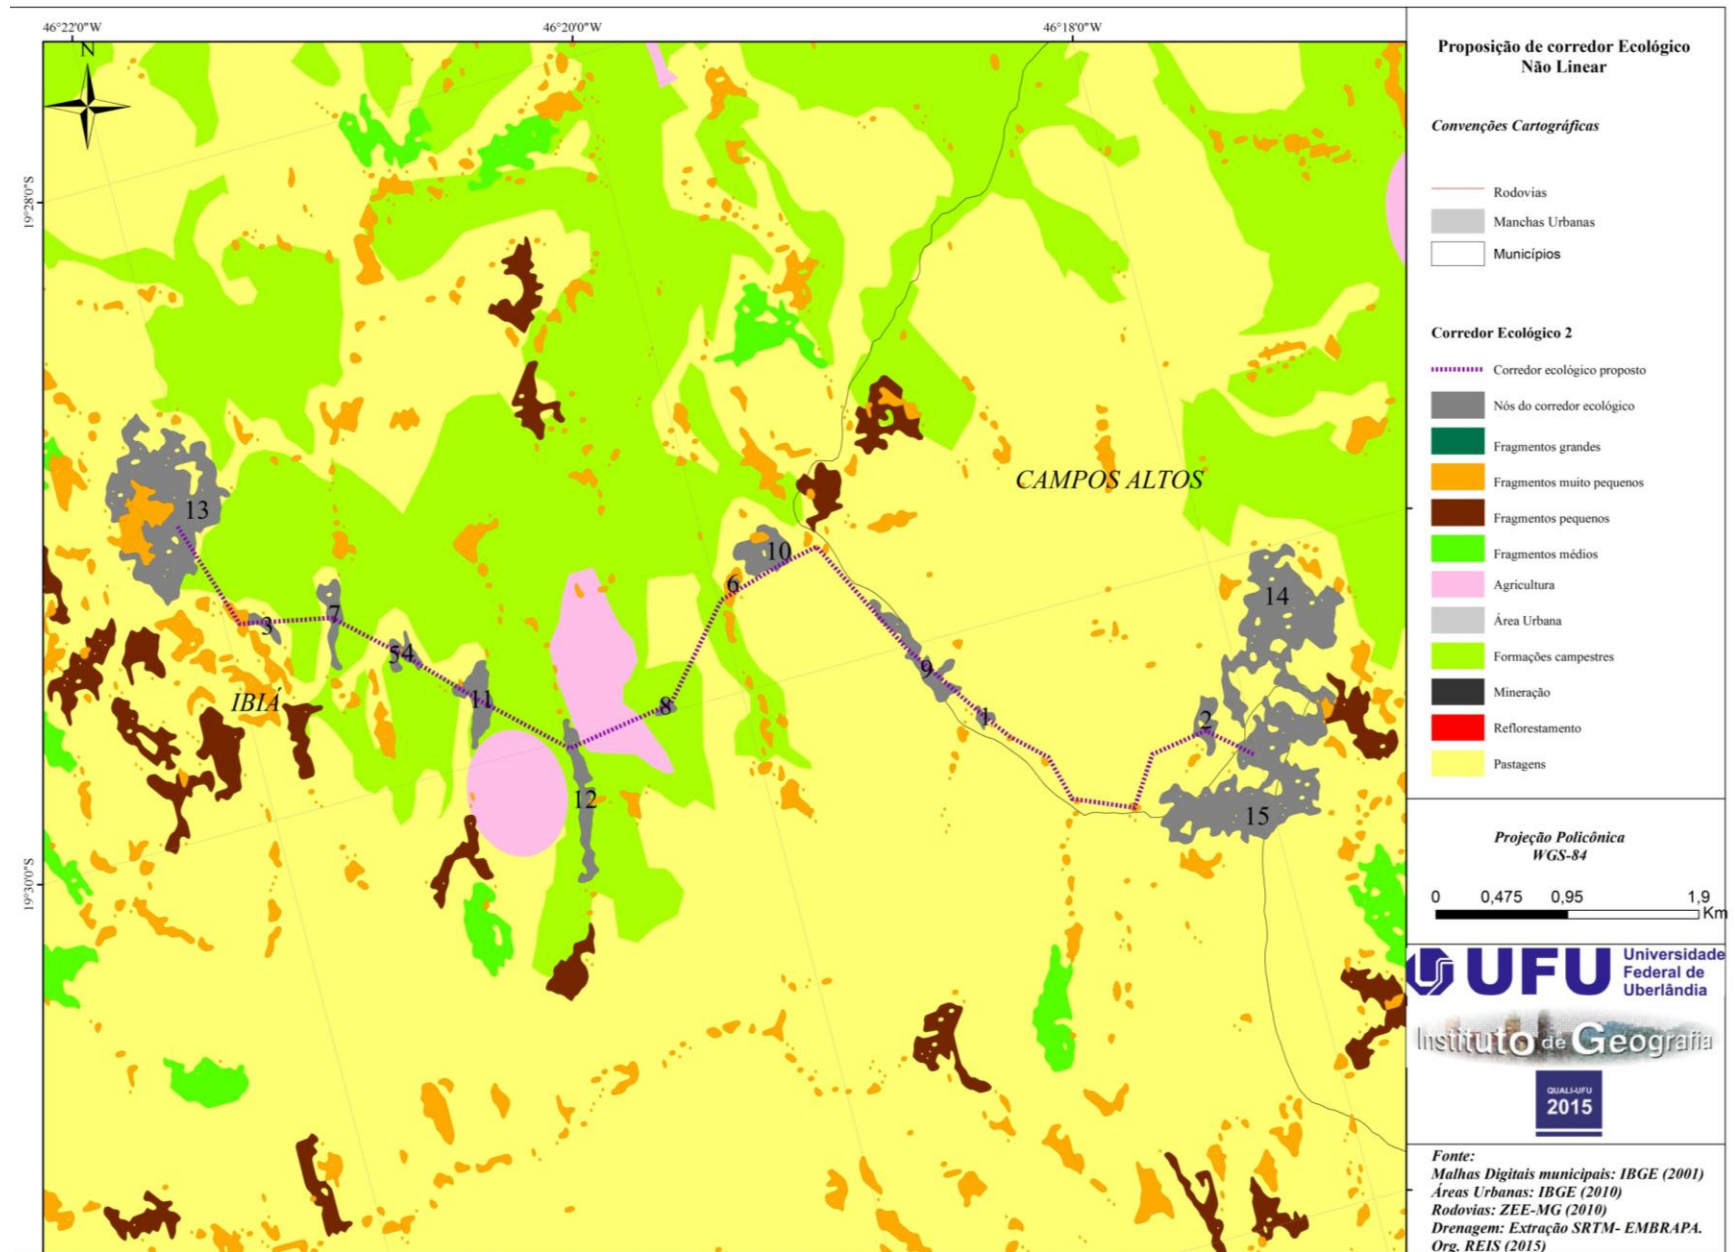 46°22'0"W
46°20'0"W
46°18'0"W
N
19°28'0"S
19°30'0"S
CAMPOS ALTOS
IBIÁ
13
3
7
54
11
12
8
6
10
9
1
2
14
15
Proposição de corredor Ecológico
Não Linear
Convenções Cartográficas
Rodovias
Manchas Urbanas
Municípios
Corredor Ecológico 2
Corredor ecológico proposto
Nós do corredor ecológico
Fragmentos grandes
Fragmentos muito pequenos
Fragmentos pequenos
Fragmentos médios
Agricultura
Área Urbana
Formações campestres
Mineração
Reflorestamento
Pastagens
Projeção Policônica
WGS-84
0 0,475 0,95 1,9
Km
UFU
Universidade
Federal de
Uberlândia
Instituto de Geografia
QUALI-UFU
2015
Fonte:
Malhas Digitais municipais: IBGE (2001)
Áreas Urbanas: IBGE (2010)
Rodovias: ZEE-MG (2010)
Drenagem: Extração SRTM- EMBRAPA.
Org. REIS (2015)